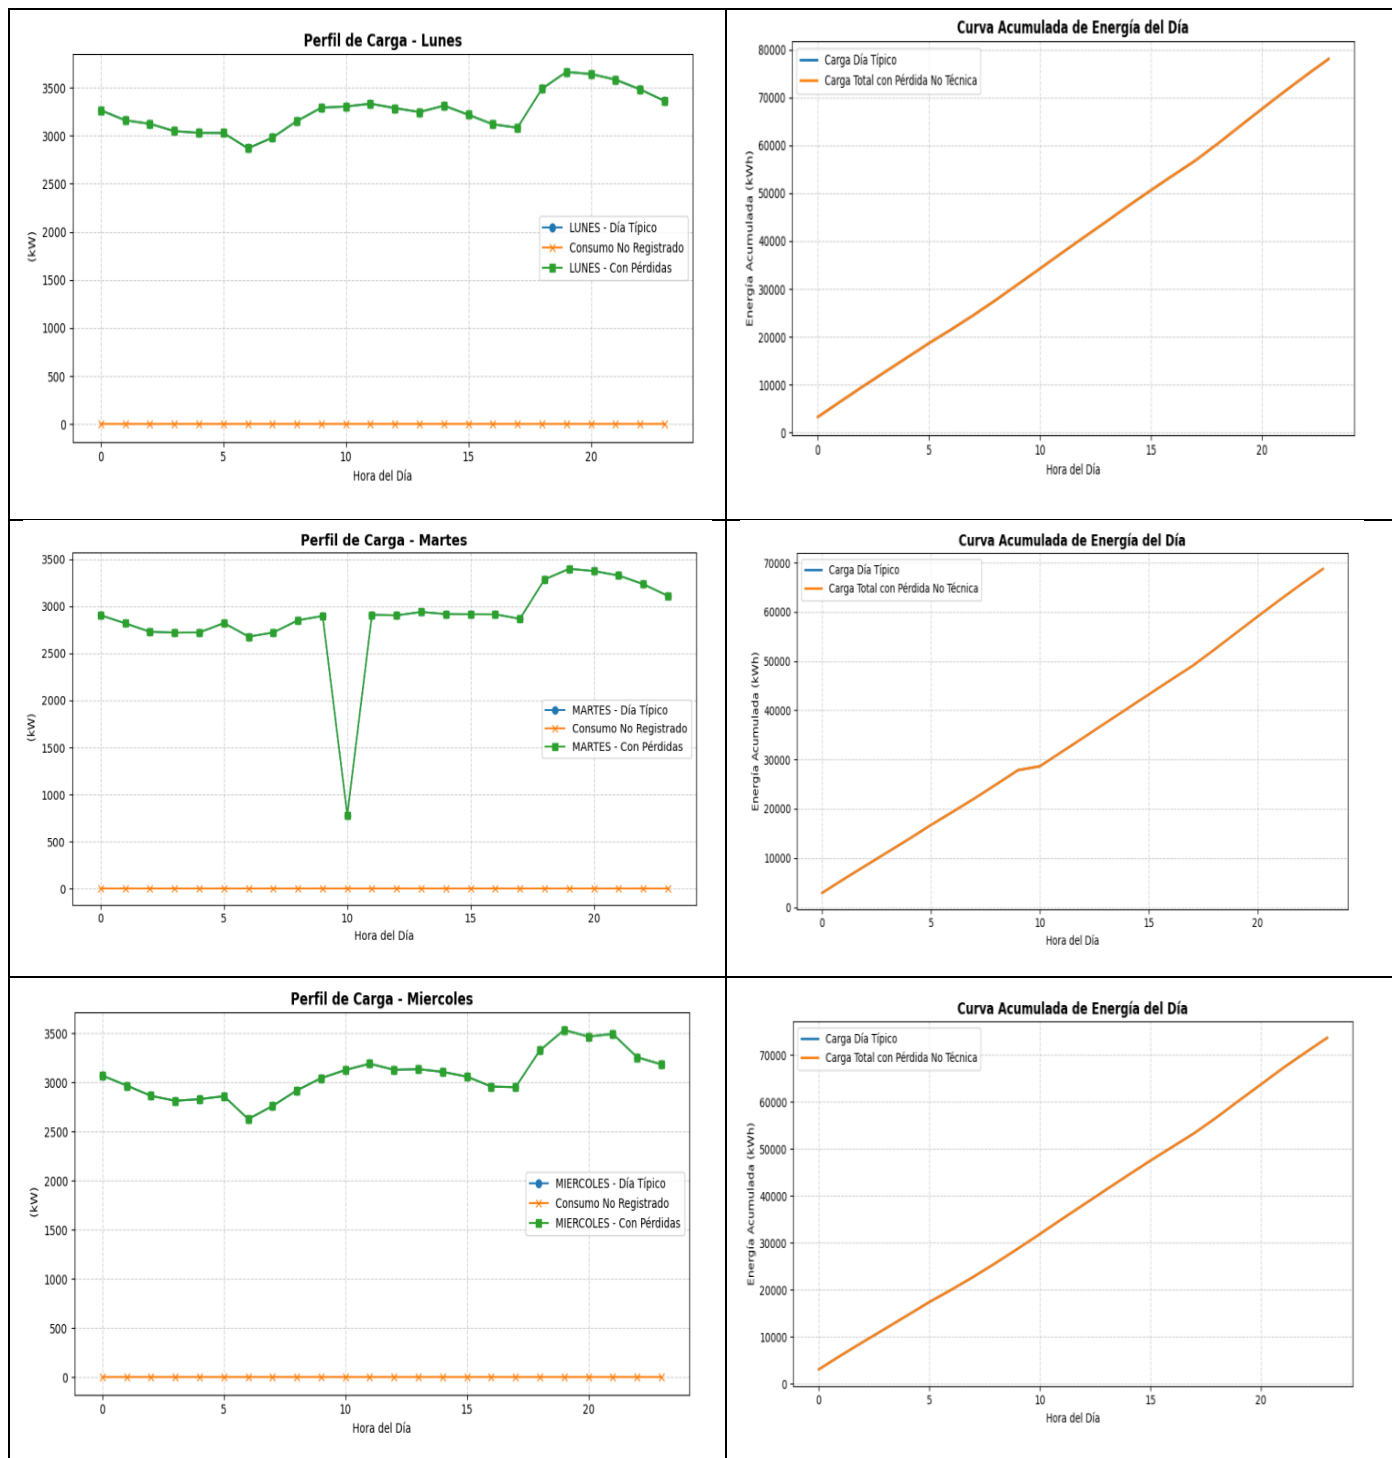 Perfil de Carga - Lunes
3500
3000
2500
2000
1500
1000
500
0
(kW)
LUNES - Día Típico
Consumo No Registrado
LUNES - Con Pérdidas
0 5 10 15 20
Hora del Día
Curva Acumulada de Energía del Día
80000
70000
60000
50000
40000
30000
20000
10000
0
Energía Acumulada (kWh)
Carga Día Típico
Carga Total con Pérdida No Técnica
0 5 10 15 20
Hora del Día
Perfil de Carga - Martes
3500
3000
2500
2000
1500
1000
500
0
(kW)
MARTES - Día Típico
Consumo No Registrado
MARTES - Con Pérdidas
0 5 10 15 20
Hora del Día
Curva Acumulada de Energía del Día
70000
60000
50000
40000
30000
20000
10000
0
Energía Acumulada (kWh)
Carga Día Típico
Carga Total con Pérdida No Técnica
0 5 10 15 20
Hora del Día
Perfil de Carga - Miercoles
3500
3000
2500
2000
1500
1000
500
0
(kW)
MIERCOLES - Día Típico
Consumo No Registrado
MIERCOLES - Con Pérdidas
0 5 10 15 20
Hora del Día
Curva Acumulada de Energía del Día
70000
60000
50000
40000
30000
20000
10000
0
Energía Acumulada (kWh)
Carga Día Típico
Carga Total con Pérdida No Técnica
0 5 10 15 20
Hora del Día